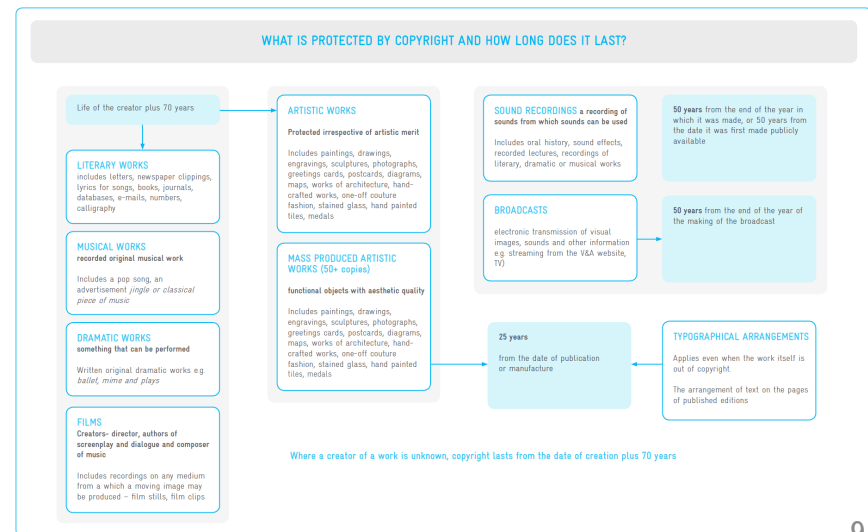 WHAT IS PROTECTED BY COPYRIGHT AND HOW LONG DOES IT LAST?
Life of the creator plus 70 years
LITERARY WORKS
includes letters, newspaper clippings,
lyrics for songs, books, journals,
databases, e-mails, numbers,
calligraphy
MUSICAL WORKS
recorded original musical work
Includes a pop song, an
advertisement jingle or classical
piece of music
DRAMATIC WORKS
something that can be performed
Written original dramatic works e.g.
ballet, mime and plays
FILMS
Creators- director, authors of
screenplay and dialogue and composer
of music
Includes recordings on any medium
from a which a moving image may
be produced – film stills, film clips
ARTISTIC WORKS
Protected irrespective of artistic merit
Includes paintings, drawings,
engravings, sculptures, photographs,
greetings cards, postcards, diagrams,
maps, works of architecture, hand-
crafted works, one-off couture
fashion, stained glass, hand painted
tiles, medals
MASS PRODUCED ARTISTIC
WORKS (50+ copies)
functional objects with aesthetic quality
Includes paintings, drawings,
engravings, sculptures, photographs,
greetings cards, postcards, diagrams,
maps, works of architecture, hand-
crafted works, one-off couture
fashion, stained glass, hand painted
tiles, medals
SOUND RECORDINGS a recording of
sounds from which sounds can be used
Includes oral history, sound effects,
recorded lectures, recordings of
literary, dramatic or musical works
50 years from the end of the year in
which it was made, or 50 years from
the date it was first made publicly
available
BROADCASTS
electronic transmission of visual
images, sounds and other information
e.g. streaming from the V&A website,
TV)
50 years from the end of the year of
the making of the broadcast
25 years
from the date of publication
or manufacture
TYPOGRAPHICAL ARRANGEMENTS
Applies even when the work itself is
out of copyright
The arrangement of text on the pages
of published editions
Where a creator of a work is unknown, copyright lasts from the date of creation plus 70 years